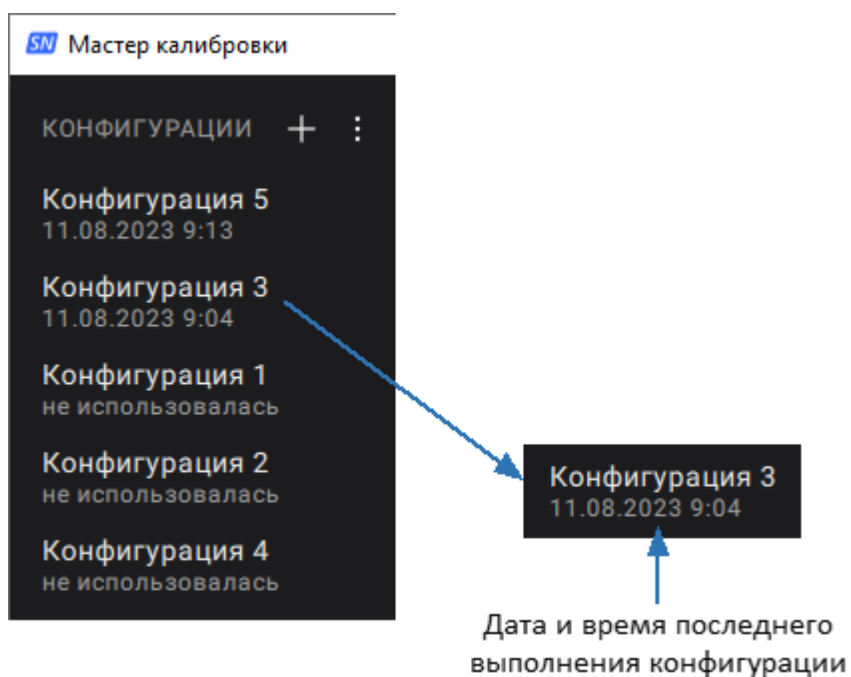 SN Мастер калибровки
КОНФИГУРАЦИИ
Конфигурация 5
11.08.2023 9:13
Конфигурация 3
11.08.2023 9:04
Конфигурация 1
не использовалась
Конфигурация 2
не использовалась
Конфигурация 4
не использовалась
Конфигурация 3
11.08.2023 9:04
Дата и время последнего
выполнения конфигурации